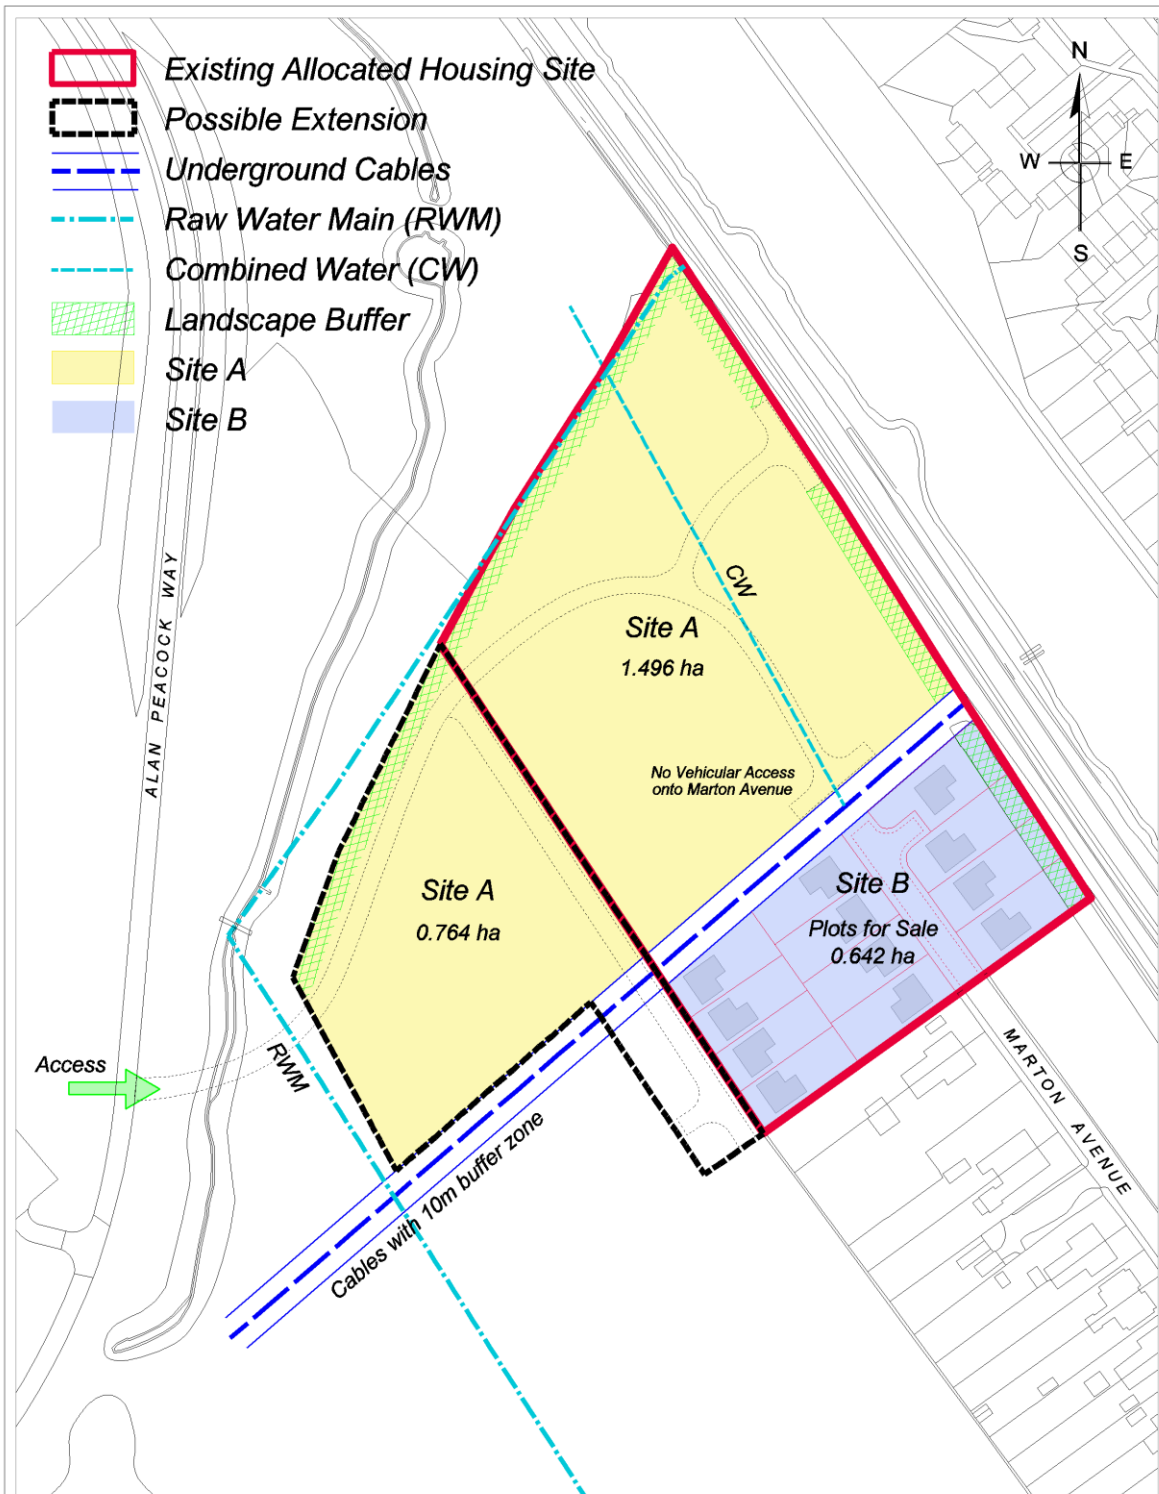 Existing Allocated Housing Site
Possible Extension
Underground Cables
Raw Water Main (RWM)
Combined Water (CW)
Landscape Buffer
Site A
Site B
N
W E
S
ALAN PEACOCK WAY
CW
Site A
1.496 ha
No Vehicular Access
onto Marton Avenue
Site A
0.764 ha
Site B
Plots for Sale
0.642 ha
Access
RWM
MARTON AVENUE
Cables with 10m buffer zone